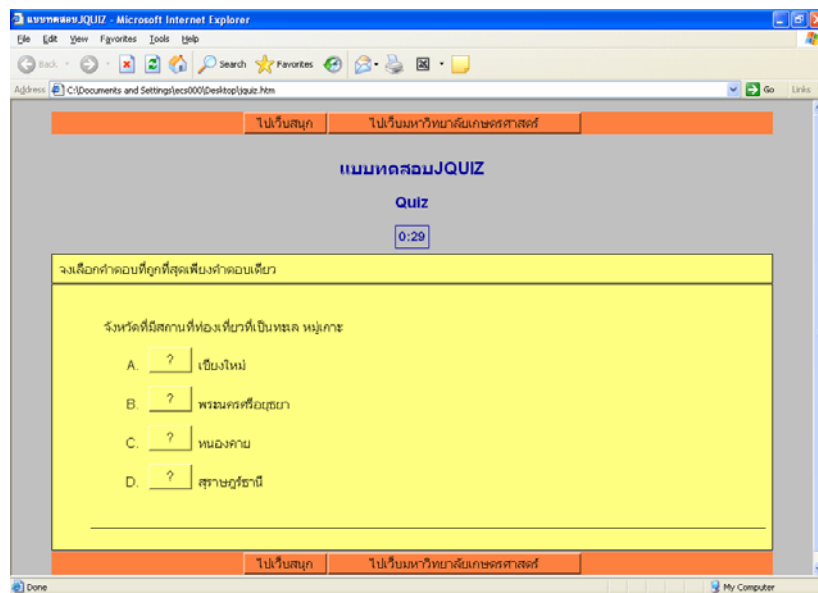 แบบทดสอบJQUIZ - Microsoft Internet Explorer
File Edit View Favorites Tools Help
Back Search Favorites
Address C:\Documents and Settings\ecs000\Desktop\jquiz.htm Go Links
ไปเว็บสนุก ไปเว็บมหาวิทยาลัยเกษตรศาสตร์
แบบทดสอบJQUIZ
Quiz
0:29
จงเลือกคำตอบที่ถูกที่สุดเพียงคำตอบเดียว
จังหวัดที่มีสถานที่ท่องเที่ยวที่เป็นทะเล หมู่เกาะ
A. ? เชียงใหม่
B. ? พระนครศรีอยุธยา
C. ? หนองคาย
D. ? สุราษฎร์ธานี
ไปเว็บสนุก ไปเว็บมหาวิทยาลัยเกษตรศาสตร์
Done My Computer